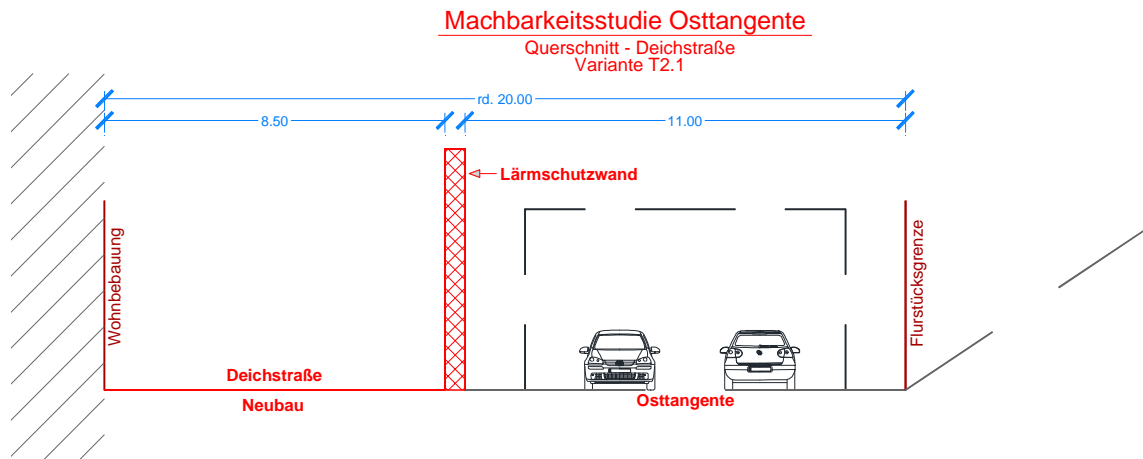 Machbarkeitsstudie Osttangente
Querschnitt - Deichstraße
Variante T2.1
rd. 20.00
8.50
11.00
Lärmschutzwand
Wohnbebauung
Flurstücksgrenze
Deichstraße
Neubau
Osttangente